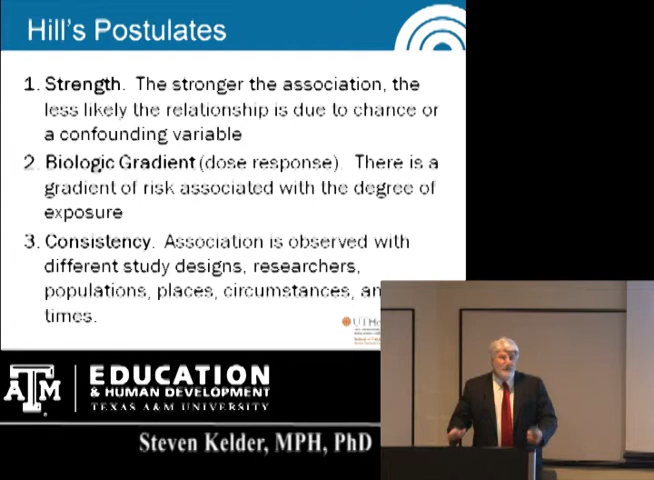 Hill's Postulates
1. Strength. The stronger the association, the
less likely the relationship is due to chance or
a confounding variable
2. Biologic Gradient (dose response). There is a
gradient of risk associated with the degree of
exposure
3. Consistency. Association is observed with
different study designs, researchers,
populations, places, circumstances,
times.
ATM
EDUCATION
& HUMAN DEVELOPMENT
TEXAS A&M UNIVERSITY
Steven Kelder, MPH, PhD